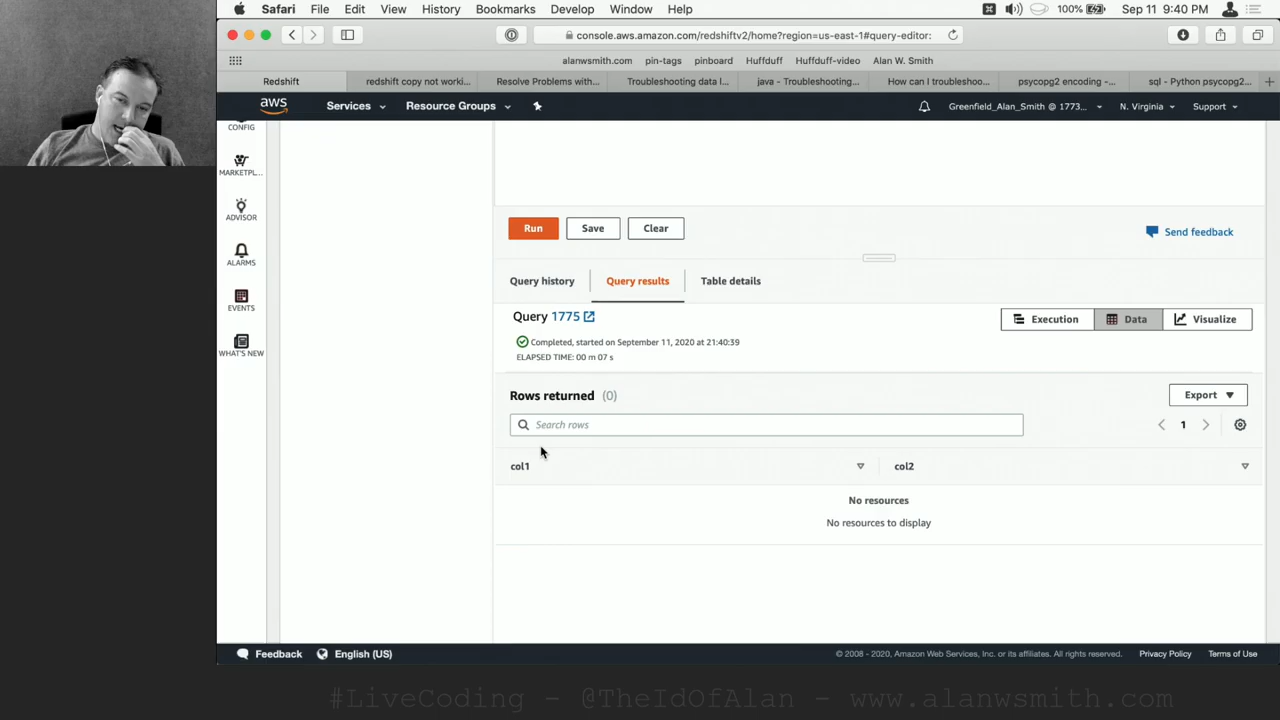 Safari File Edit View History Bookmarks Develop Window Help 100% Sep 11 9:40 PM
console.aws.amazon.com/redshiftv2/home?region=us-east-1#query-editor:
alanwsmith.com pin-tags pinboard Huffduff Huffduff-video Alan W. Smith
Redshift redshift copy not worki... Resolve Problems with... Troubleshooting data l... java - Troubleshooting... How can I troubleshoo... psycopg2 encoding -... sql - Python psycopg2...
aws Services Resource Groups Greenfield_Alan_Smith @ 1773... N. Virginia Support
CONFIG
MARKETPL...
ADVISOR
ALARMS
EVENTS
WHAT'S NEW
Run Save Clear
Send feedback
Query history Query results Table details
Query 1775
Execution Data Visualize
Completed, started on September 11, 2020 at 21:40:39
ELAPSED TIME: 00 m 07 s
Rows returned (0)
Export
Search rows
1
col1 col2
No resources
No resources to display
Feedback English (US) © 2008 - 2020, Amazon Web Services, Inc. or its affiliates. All rights reserved. Privacy Policy Terms of Use
#LiveCoding - @TheIdOfAlan - www.alanwsmith.com